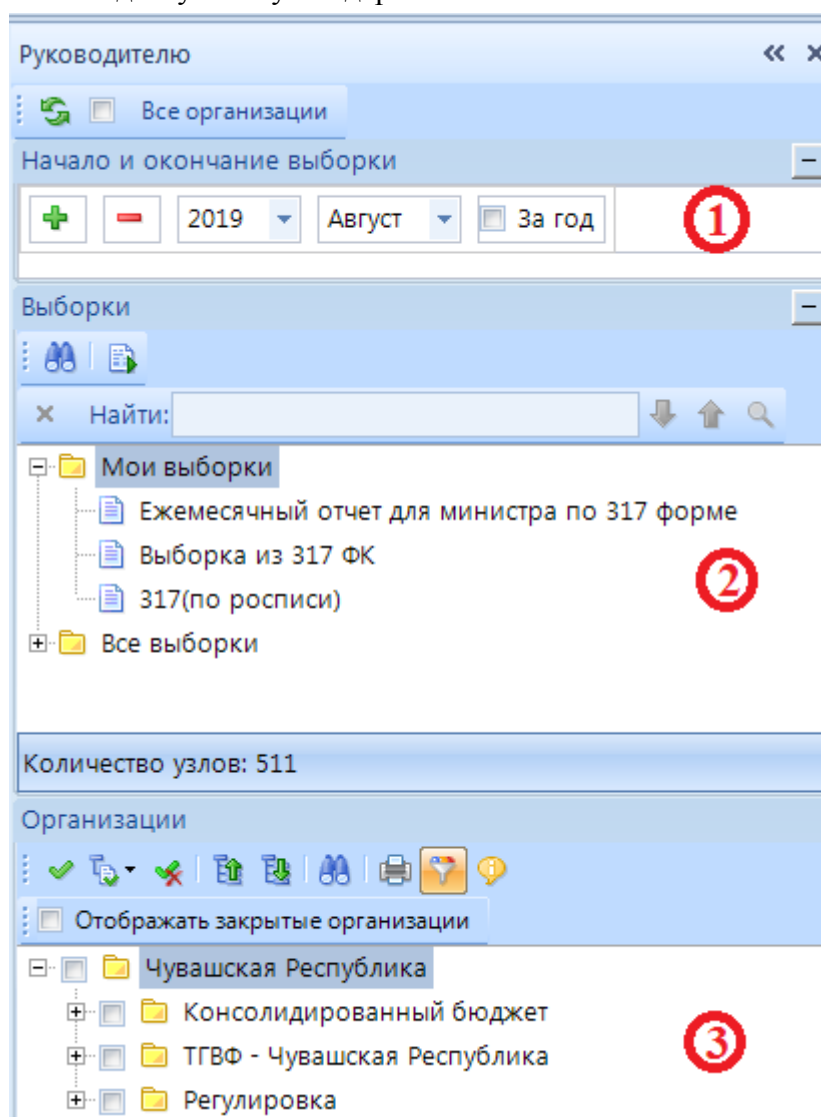 Руководителю
Все организации
Начало и окончание выборки
2019 Август За год 1
Выборки
Найти:
Мои выборки
Ежемесячный отчет для министра по 317 форме
Выборка из 317 ФК
2
317(по росписи)
Все выборки
Количество узлов: 511
Организации
Отображать закрытые организации
Чувашская Республика
Консолидированный бюджет
3
ТГВФ - Чувашская Республика
Регулировка